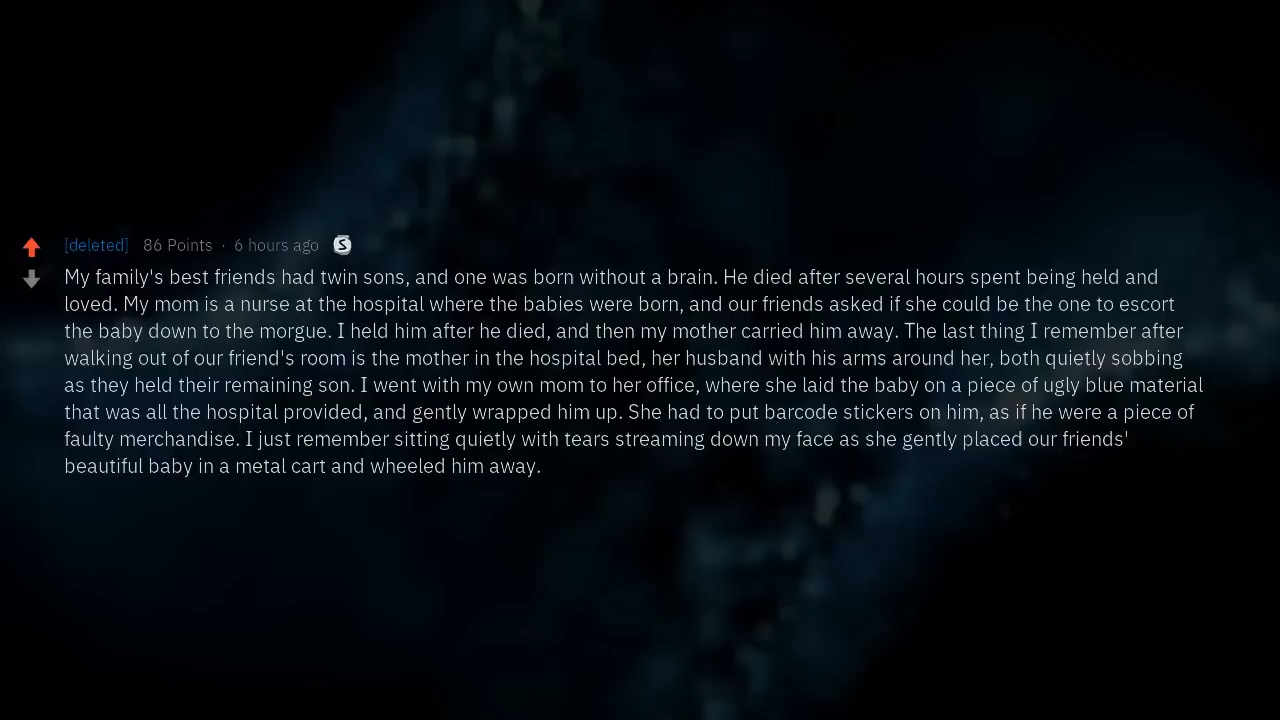 [deleted] 86 Points · 6 hours ago S
My family's best friends had twin sons, and one was born without a brain. He died after several hours spent being held and
loved. My mom is a nurse at the hospital where the babies were born, and our friends asked if she could be the one to escort
the baby down to the morgue. I held him after he died, and then my mother carried him away. The last thing I remember after
walking out of our friend's room is the mother in the hospital bed, her husband with his arms around her, both quietly sobbing
as they held their remaining son. I went with my own mom to her office, where she laid the baby on a piece of ugly blue material
that was all the hospital provided, and gently wrapped him up. She had to put barcode stickers on him, as if he were a piece of
faulty merchandise. I just remember sitting quietly with tears streaming down my face as she gently placed our friends'
beautiful baby in a metal cart and wheeled him away.